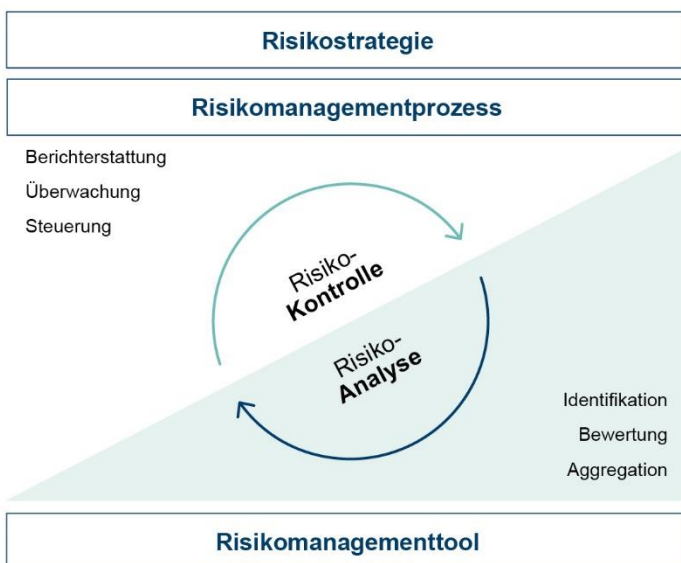 Risikostrategie
Risikomanagementprozess
Berichterstattung
Überwachung
Steuerung
Risiko-
Kontrolle
Risiko-
Analyse
Identifikation
Bewertung
Aggregation
Risikomanagementtool